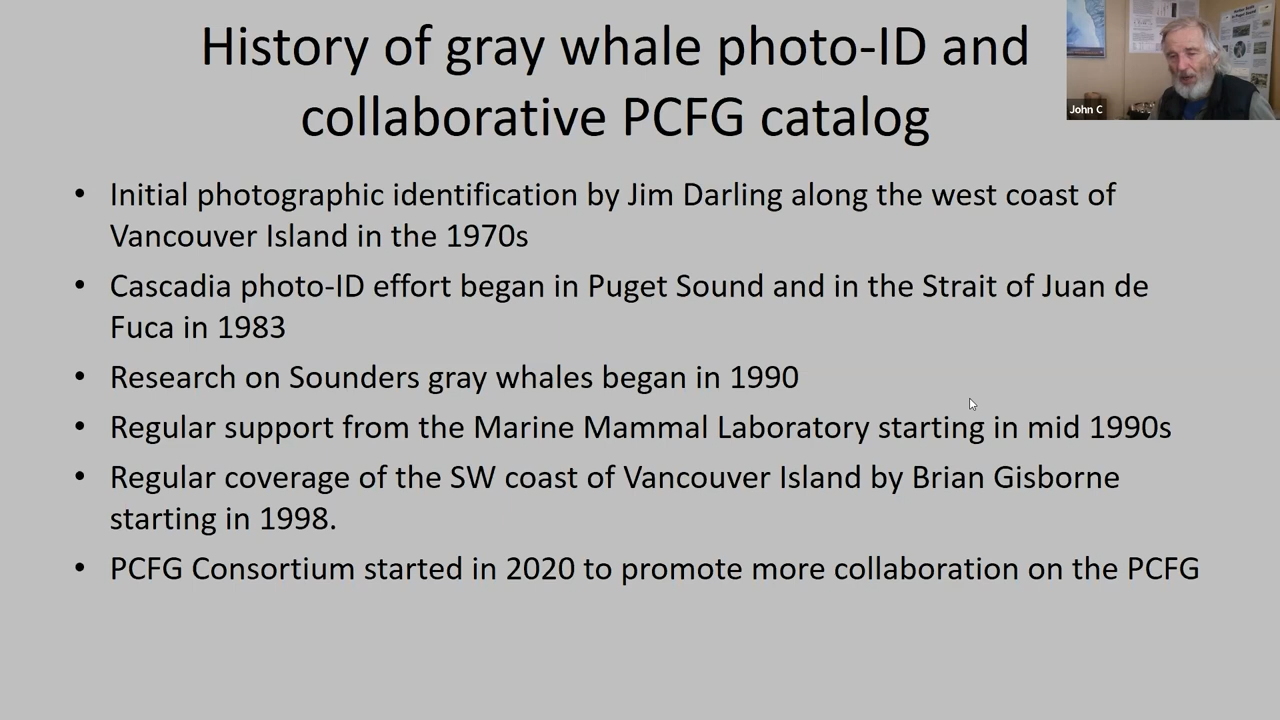 History of gray whale photo-ID and
collaborative PCFG catalog
John C
• Initial photographic identification by Jim Darling along the west coast of
Vancouver Island in the 1970s
• Cascadia photo-ID effort began in Puget Sound and in the Strait of Juan de
Fuca in 1983
• Research on Sounders gray whales began in 1990
• Regular support from the Marine Mammal Laboratory starting in mid 1990s
• Regular coverage of the SW coast of Vancouver Island by Brian Gisborne
starting in 1998.
• PCFG Consortium started in 2020 to promote more collaboration on the PCFG